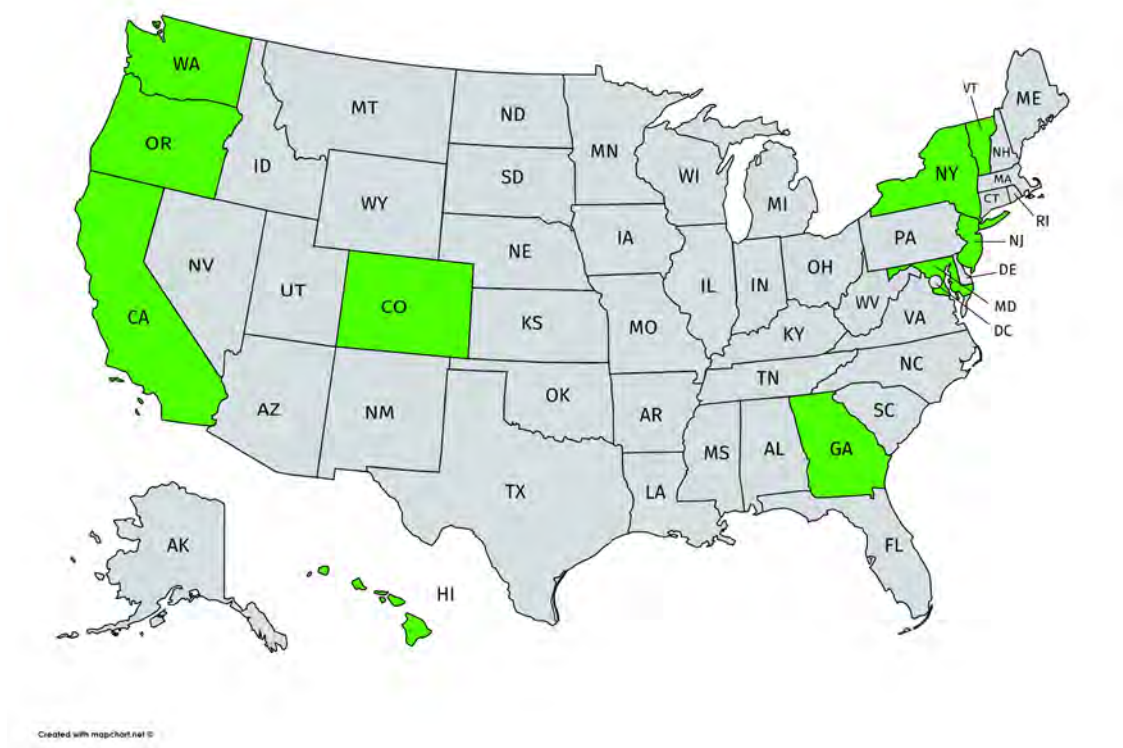 WA
MT
ND
MN
VT
ME
OR
ID
SD
WI
NH
NY
MA
WY
MI
CT
RI
IA
PA
NJ
NE
OH
NV
UT
IL
IN
DE
CO
WV
MD
CA
KS
MO
VA
DC
KY
NC
TN
OK
AZ
NM
AR
SC
MS
AL
GA
TX
LA
AK
FL
HI
Created with mapchart.net ©